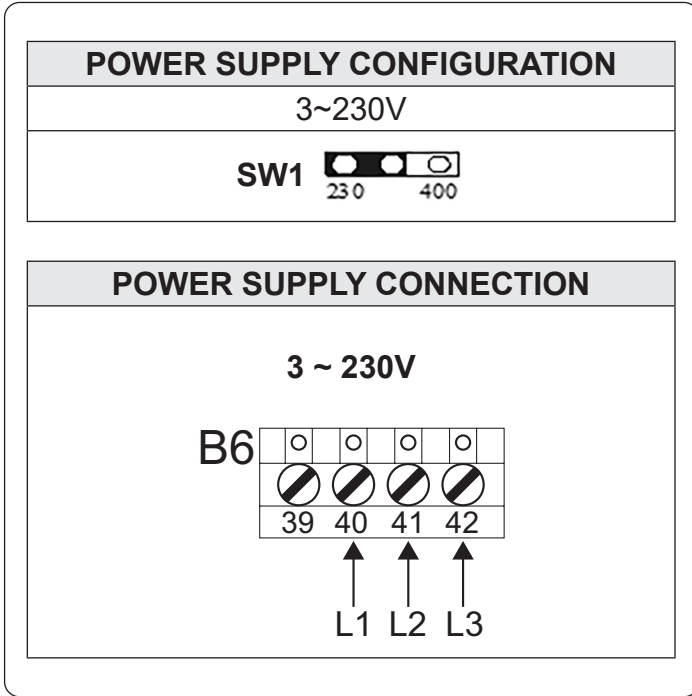 POWER SUPPLY CONFIGURATION
3~230V
SW1
230 400
POWER SUPPLY CONNECTION
3 ~ 230V
B6
39 40 41 42
L1 L2 L3